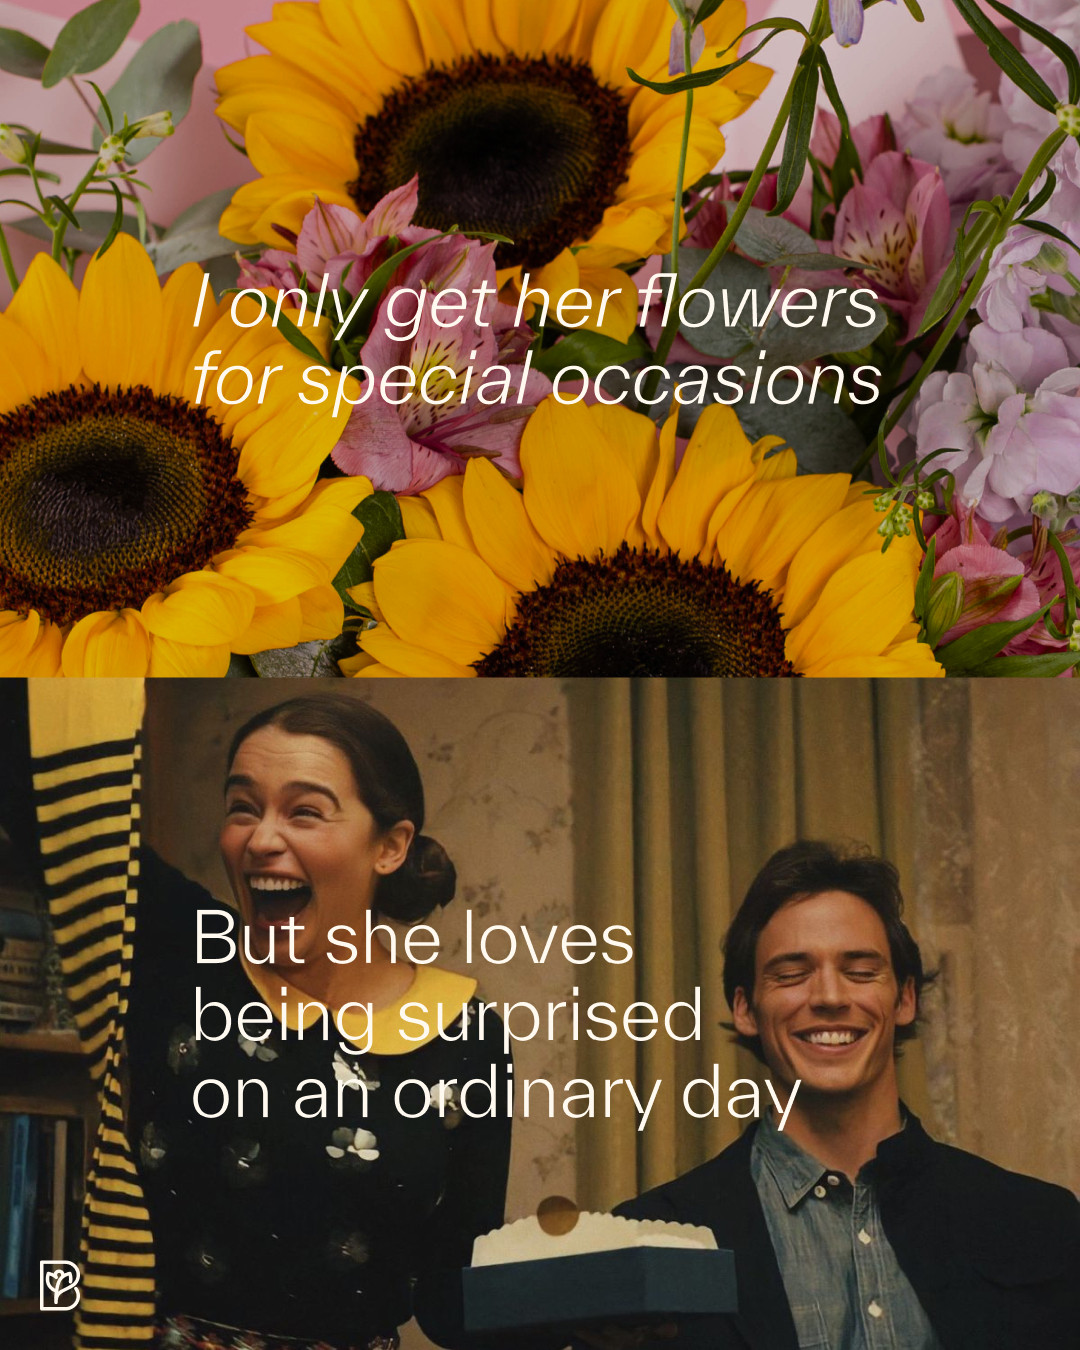 I only get her flowers
for special occasions
But she loves
being surprised
on an ordinary day